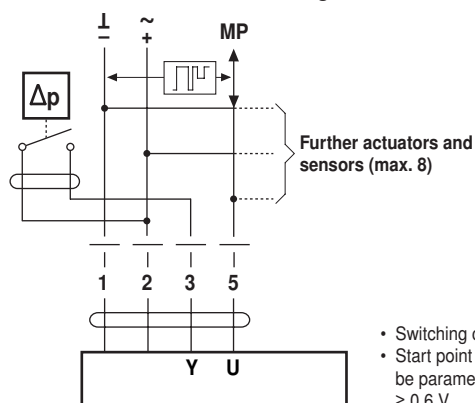 ⊥ ~
– + MP
Δp
Further actuators and
sensors (max. 8)
1 2 3 5
Y U
• Switching c
• Start point
be parame
≥ 0.6 V